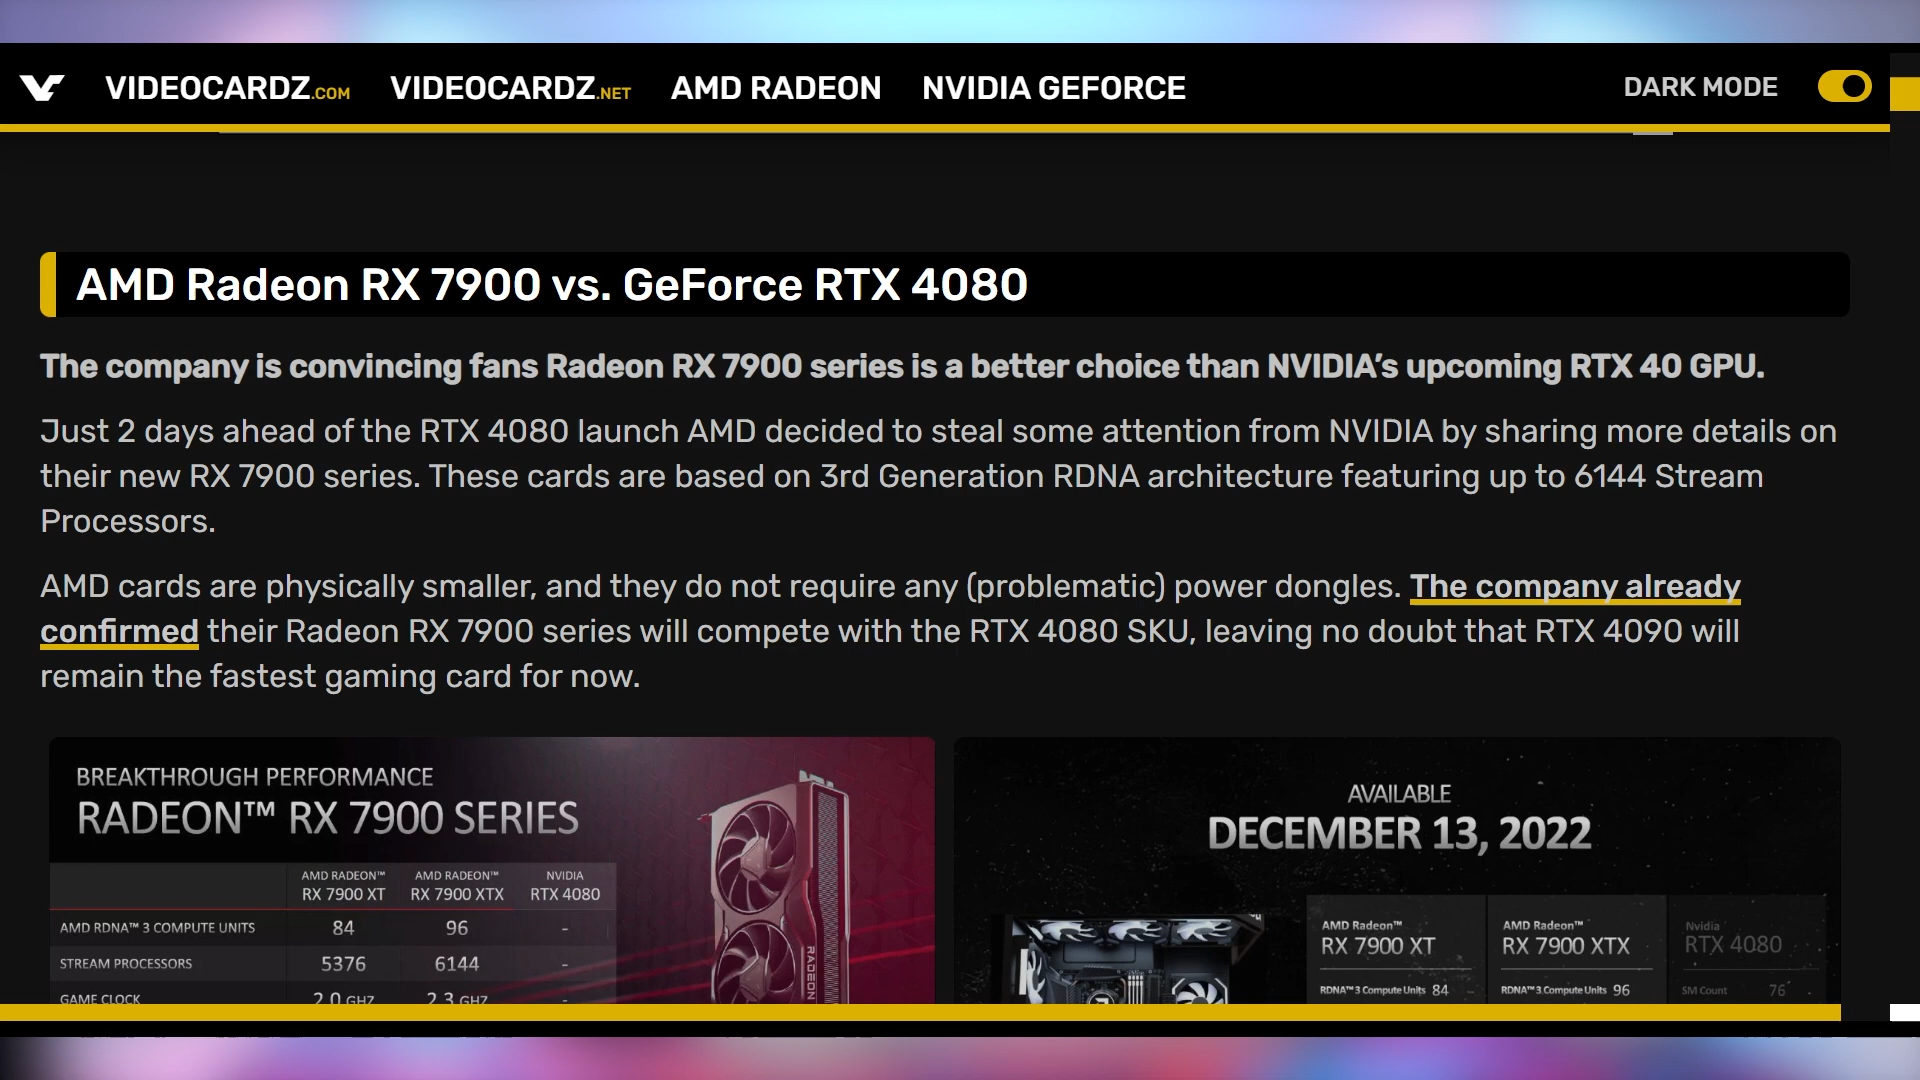 VIDEOCARDZ.COM VIDEOCARDZ.NET AMD RADEON NVIDIA GEFORCE DARK MODE
AMD Radeon RX 7900 vs. GeForce RTX 4080
The company is convincing fans Radeon RX 7900 series is a better choice than NVIDIA’s upcoming RTX 40 GPU.
Just 2 days ahead of the RTX 4080 launch AMD decided to steal some attention from NVIDIA by sharing more details on
their new RX 7900 series. These cards are based on 3rd Generation RDNA architecture featuring up to 6144 Stream
Processors.
AMD cards are physically smaller, and they do not require any (problematic) power dongles. The company already
confirmed their Radeon RX 7900 series will compete with the RTX 4080 SKU, leaving no doubt that RTX 4090 will
remain the fastest gaming card for now.
BREAKTHROUGH PERFORMANCE
RADEON™ RX 7900 SERIES
AMD RADEON™ AMD RADEON™ NVIDIA
RX 7900 XT RX 7900 XTX RTX 4080
AMD RDNA™ 3 COMPUTE UNITS 84 96 -
STREAM PROCESSORS 5376 6144 -
GAME CLOCK 2.0 GHZ 2.3 GHZ -
RADEON
AVAILABLE
DECEMBER 13, 2022
AMD Radeon™ AMD Radeon™ Nvidia
RX 7900 XT RX 7900 XTX RTX 4080
RDNA™ 3 Compute Units 84 RDNA™ 3 Compute Units 96 SM Count 76